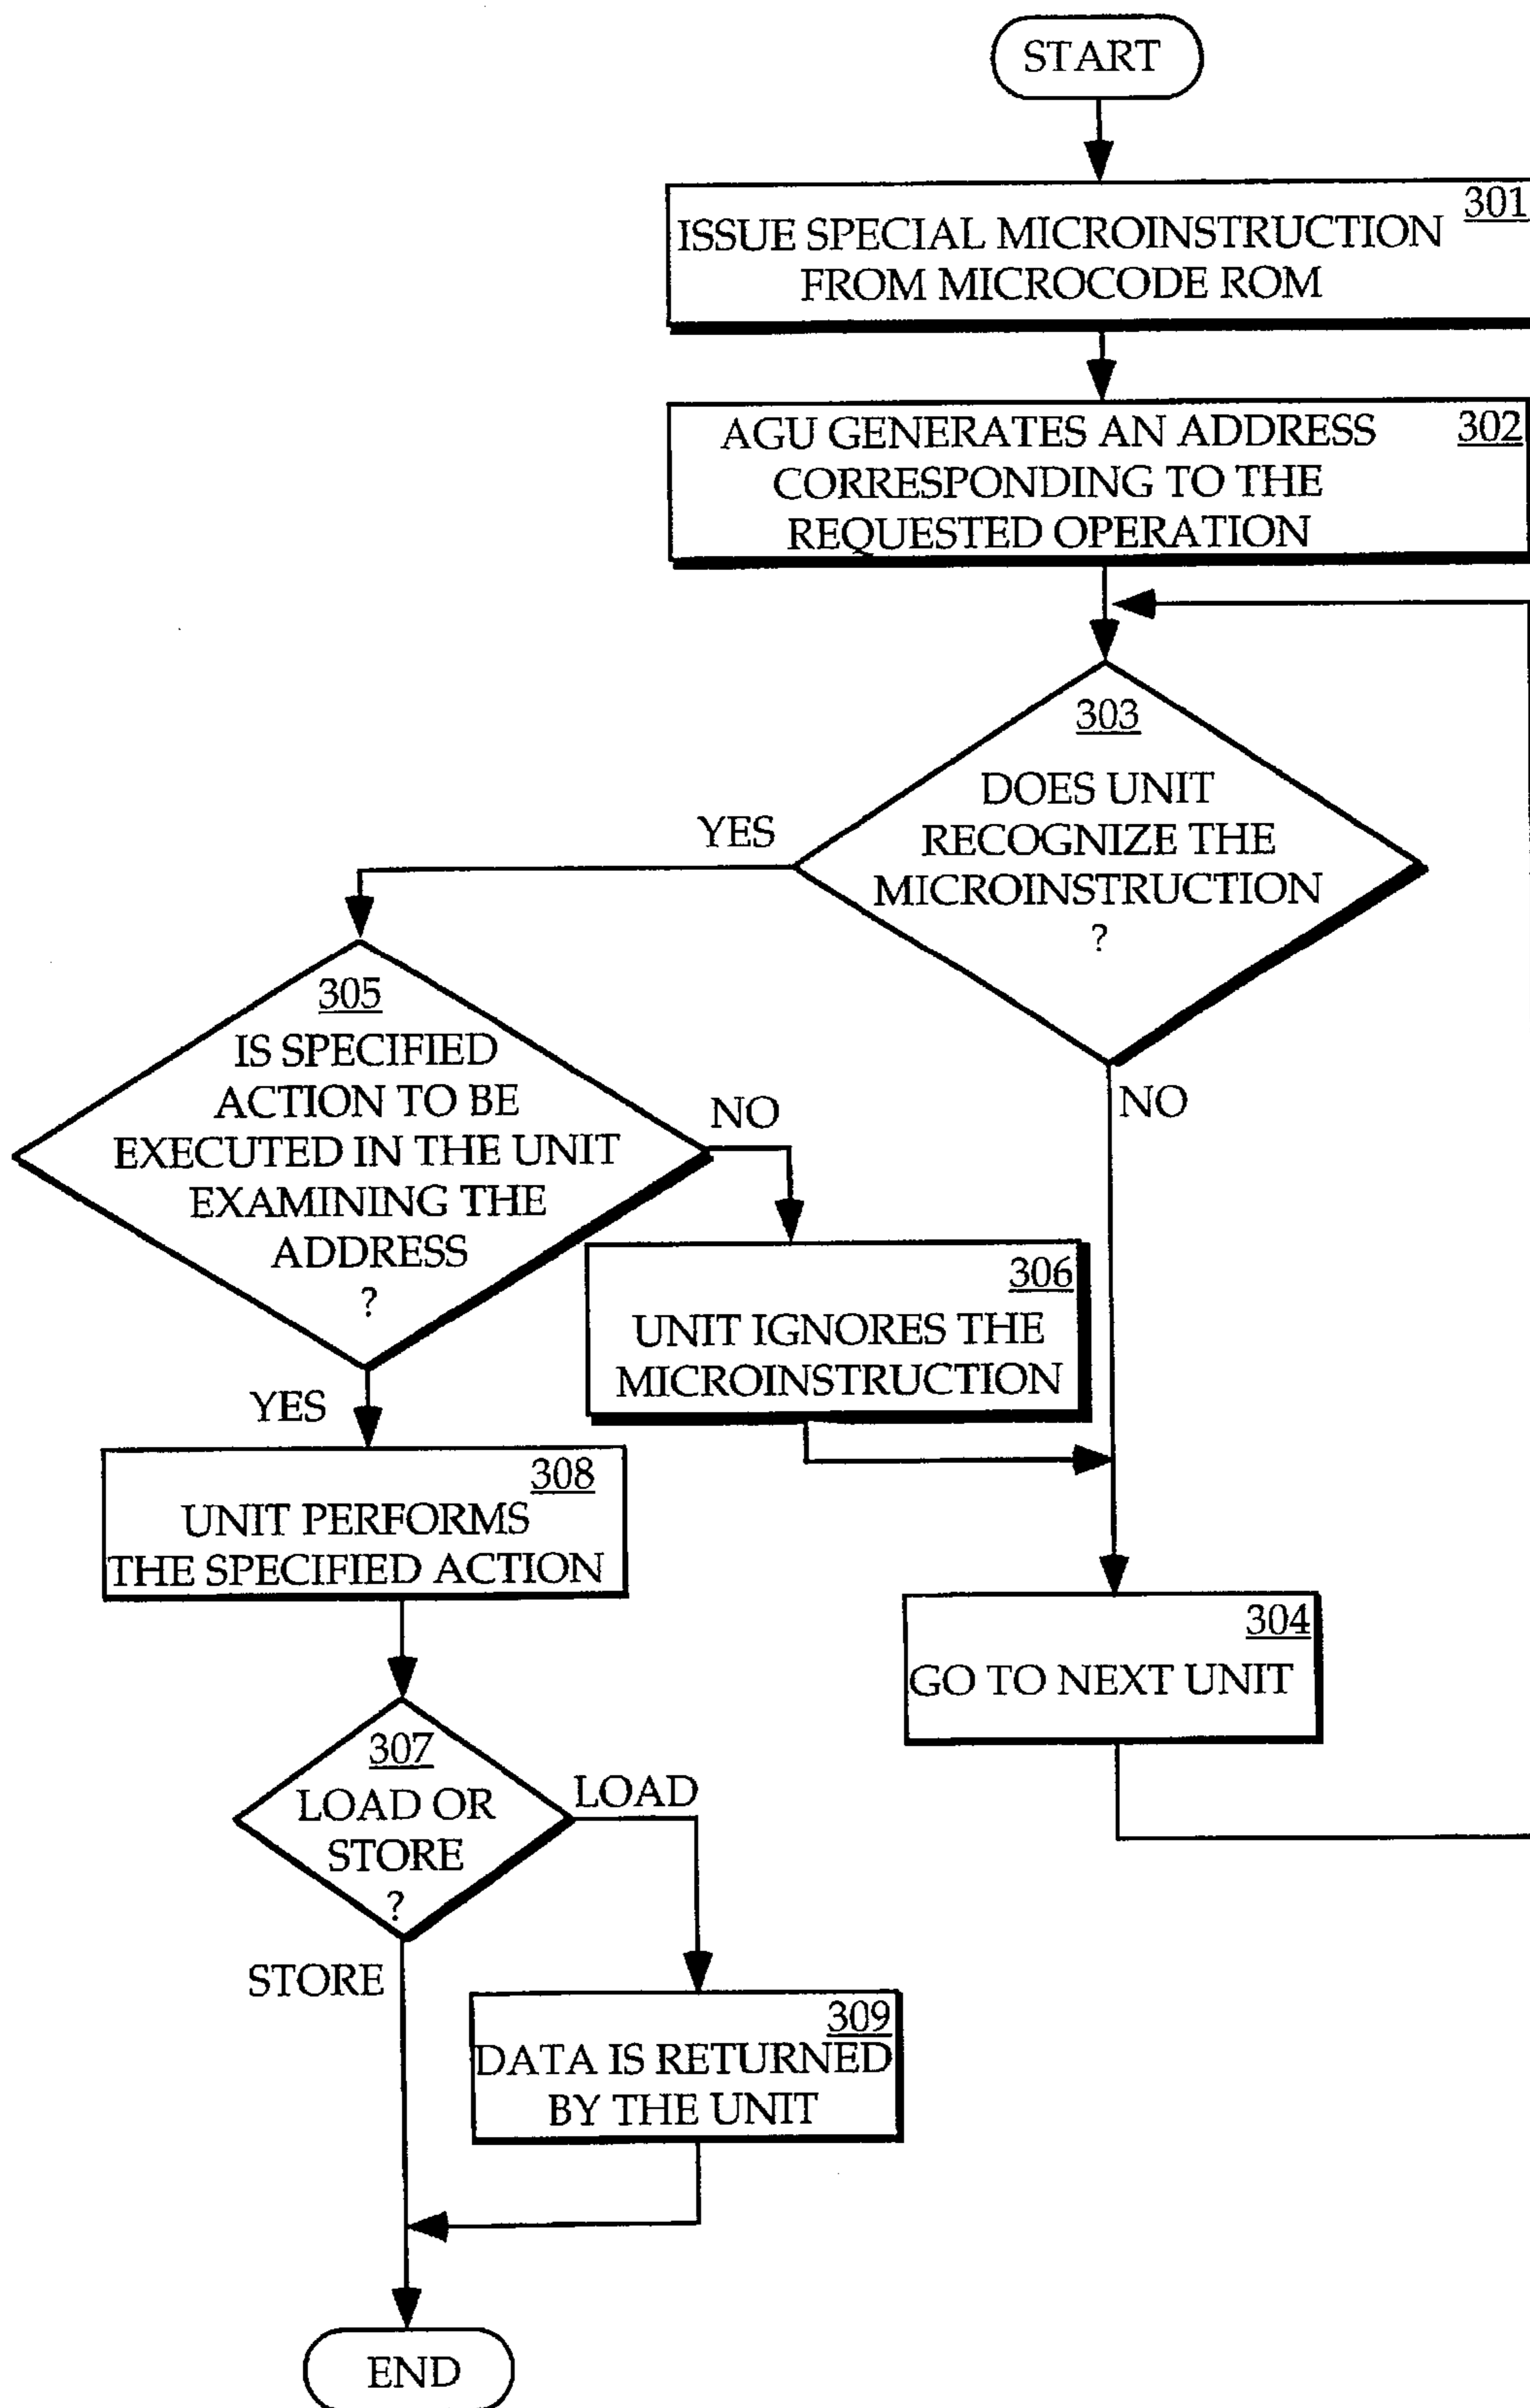 START
301
ISSUE SPECIAL MICROINSTRUCTION
FROM MICROCODE ROM
AGU GENERATES AN ADDRESS
302
CORRESPONDING TO THE
REQUESTED OPERATION
303
DOES UNIT
RECOGNIZE THE
MICROINSTRUCTION
?
YES
NO
305
IS SPECIFIED
ACTION TO BE
EXECUTED IN THE UNIT
EXAMINING THE
ADDRESS
?
NO
YES
306
UNIT IGNORES THE
MICROINSTRUCTION
308
UNIT PERFORMS
THE SPECIFIED ACTION
304
GO TO NEXT UNIT
307
LOAD OR
STORE
?
LOAD
STORE
309
DATA IS RETURNED
BY THE UNIT
END